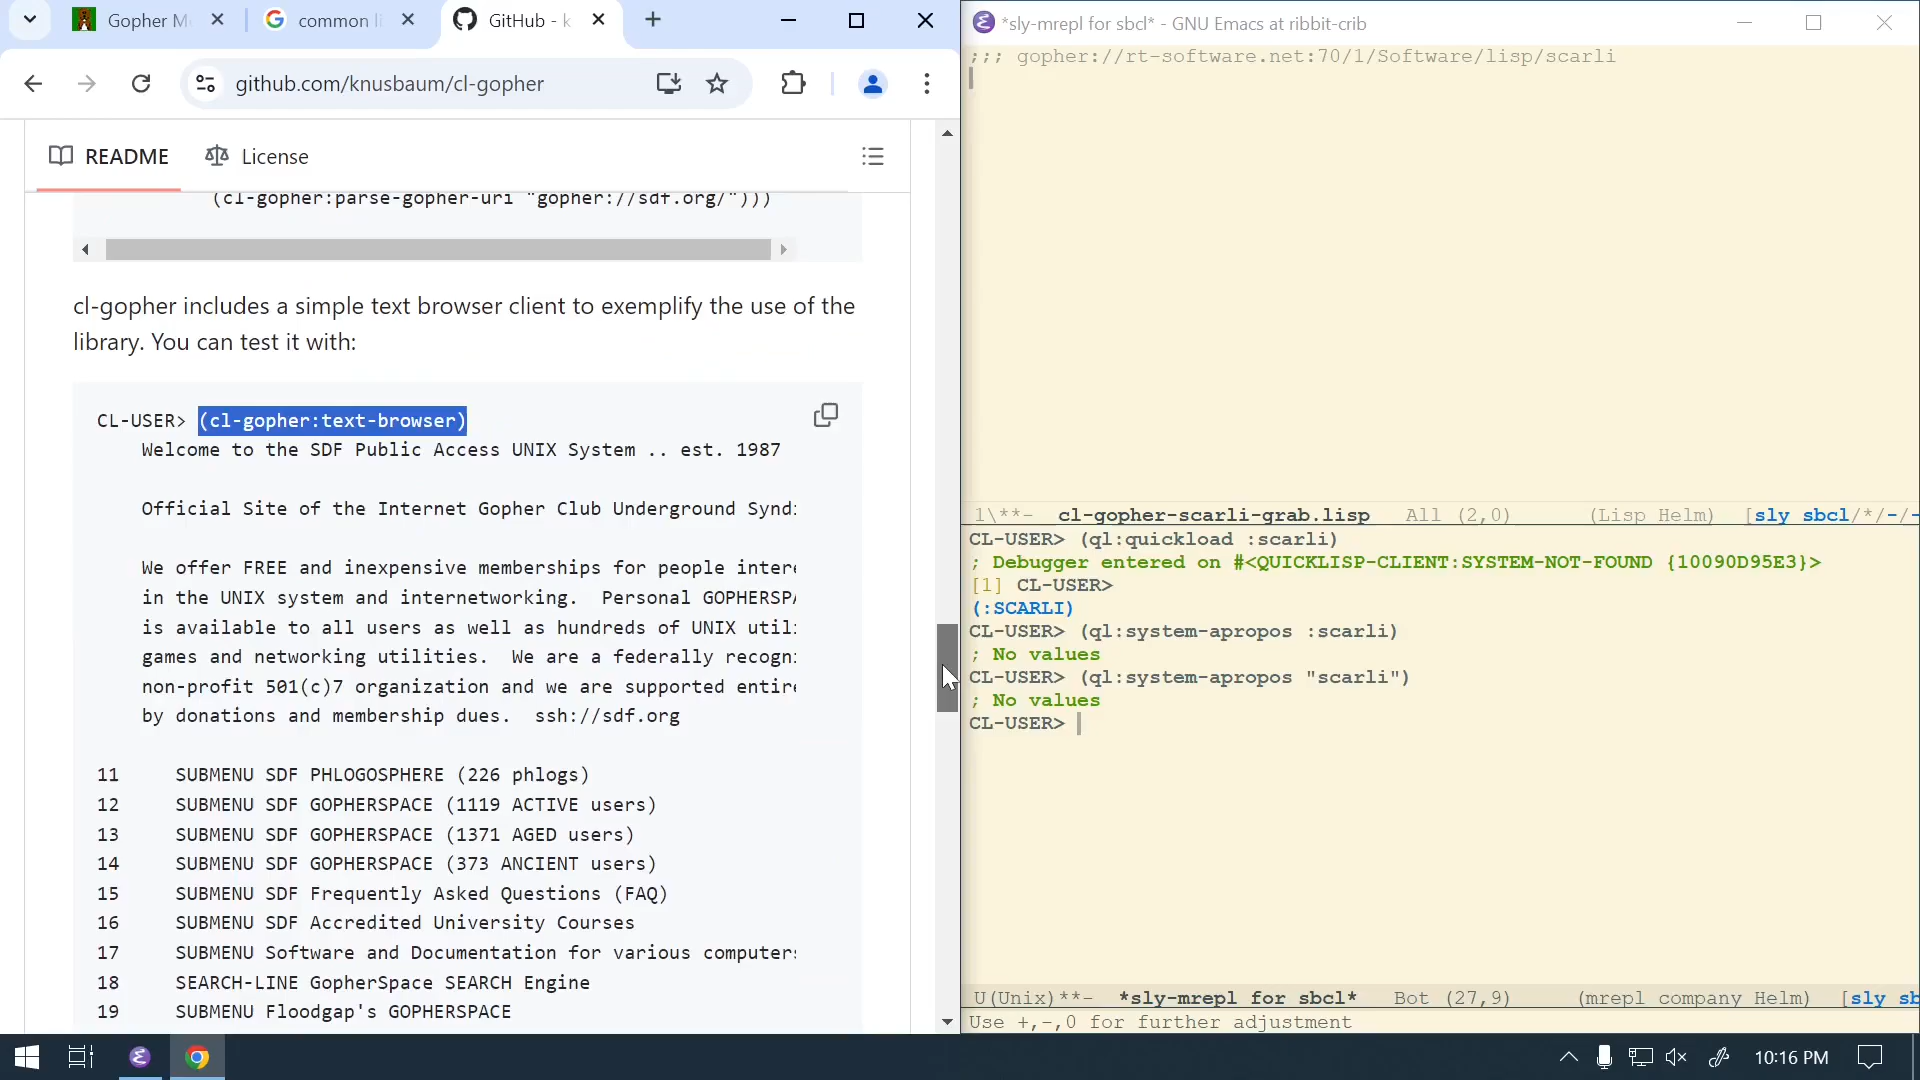 Gopher M
common li
GitHub - k
*sly-mrepl for sbcl* - GNU Emacs at ribbit-crib
github.com/knusbaum/cl-gopher
README
License
(cl-gopher:parse-gopher-uri "gopher://sdf.org/")))
cl-gopher includes a simple text browser client to exemplify the use of the
library. You can test it with:
CL-USER> (cl-gopher:text-browser)
Welcome to the SDF Public Access UNIX System .. est. 1987
Official Site of the Internet Gopher Club Underground Syndi
We offer FREE and inexpensive memberships for people intere
in the UNIX system and internetworking.  Personal GOPHERSPA
is available to all users as well as hundreds of UNIX util
games and networking utilities.  We are a federally recogni
non-profit 501(c)7 organization and we are supported entire
by donations and membership dues.  ssh://sdf.org
11 SUBMENU SDF PHLOGOSPHERE (226 phlogs)
12 SUBMENU SDF GOPHERSPACE (1119 ACTIVE users)
13 SUBMENU SDF GOPHERSPACE (1371 AGED users)
14 SUBMENU SDF GOPHERSPACE (373 ANCIENT users)
15 SUBMENU SDF Frequently Asked Questions (FAQ)
16 SUBMENU SDF Accredited University Courses
17 SUBMENU Software and Documentation for various computers
18 SEARCH-LINE GopherSpace SEARCH Engine
19 SUBMENU Floodgap's GOPHERSPACE
;;; gopher://rt-software.net:70/1/Software/lisp/scarli
1\**-  cl-gopher-scarli-grab.lisp   All (2,0)      (Lisp Helm)  [sly sbcl/*/-/-
CL-USER> (ql:quickload :scarli)
; Debugger entered on #<QUICKLISP-CLIENT:SYSTEM-NOT-FOUND {10090D95E3}>
[1] CL-USER>
(:SCARLI)
CL-USER> (ql:system-apropos :scarli)
; No values
CL-USER> (ql:system-apropos "scarli")
; No values
CL-USER>
U(Unix)**-  *sly-mrepl for sbcl*   Bot (27,9)     (mrepl company Helm)  [sly sb
Use +,-,0 for further adjustment
10:16 PM